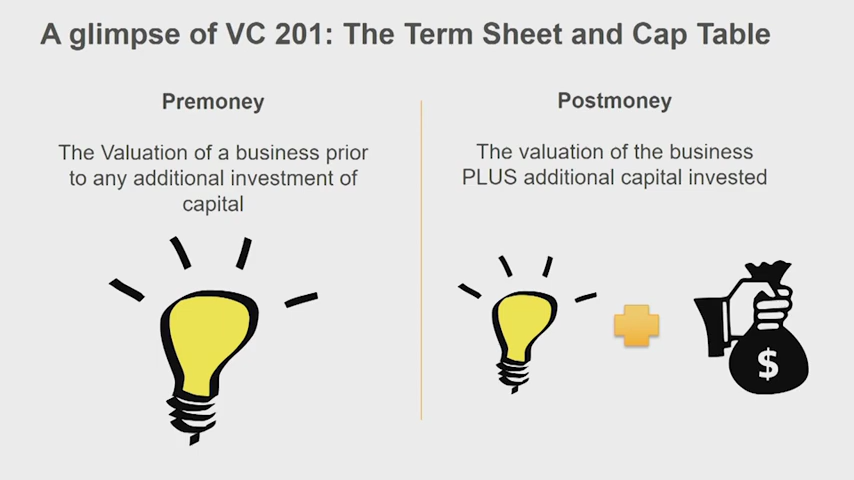 A glimpse of VC 201: The Term Sheet and Cap Table
Premoney
The Valuation of a business prior
to any additional investment of
capital
Postmoney
The valuation of the business
PLUS additional capital invested
$